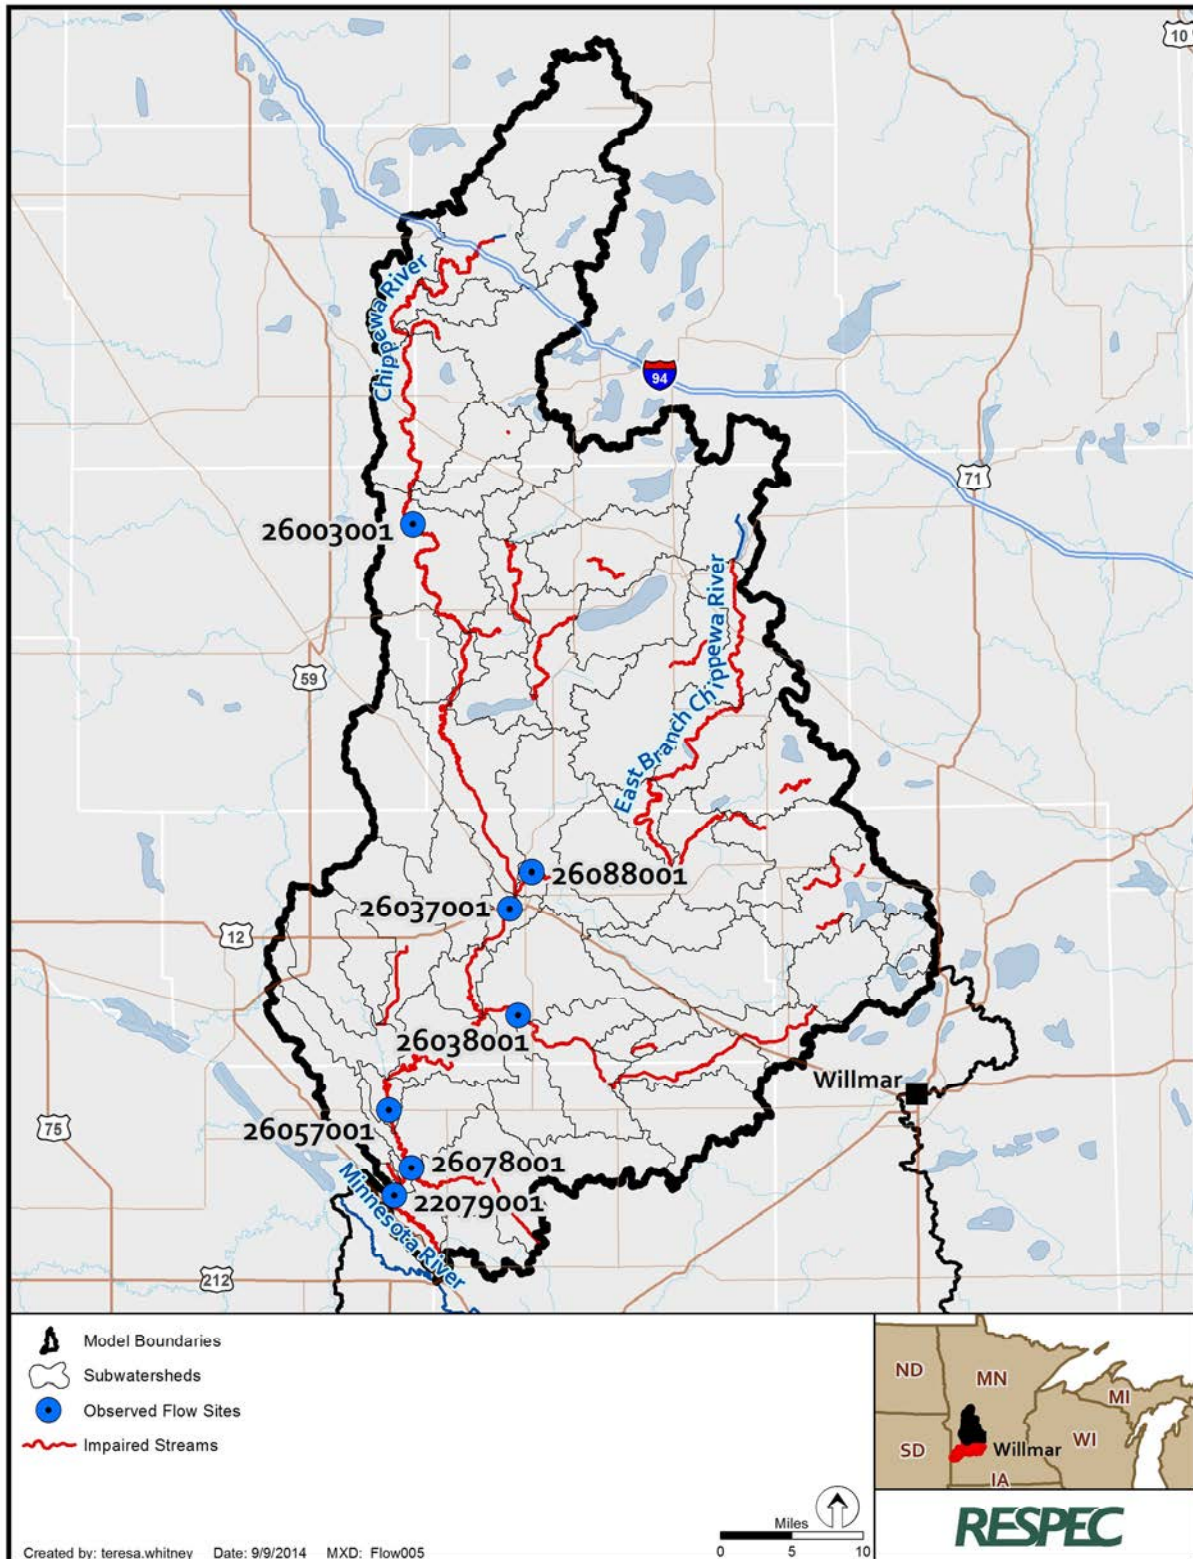 10
Chippewa River
94
71
26003001
East Branch Chippewa River
59
26088001
26037001
12
26038001
Willmar
75
26057001
26078001
22079001
Minnesota River
212
Model Boundaries
Subwatersheds
Observed Flow Sites
Impaired Streams
Miles
0 5 10
Created by: teresa.whitney Date: 9/9/2014 MXD: Flow005
ND
MN
MI
SD
WI
Willmar
IA
RESPEC